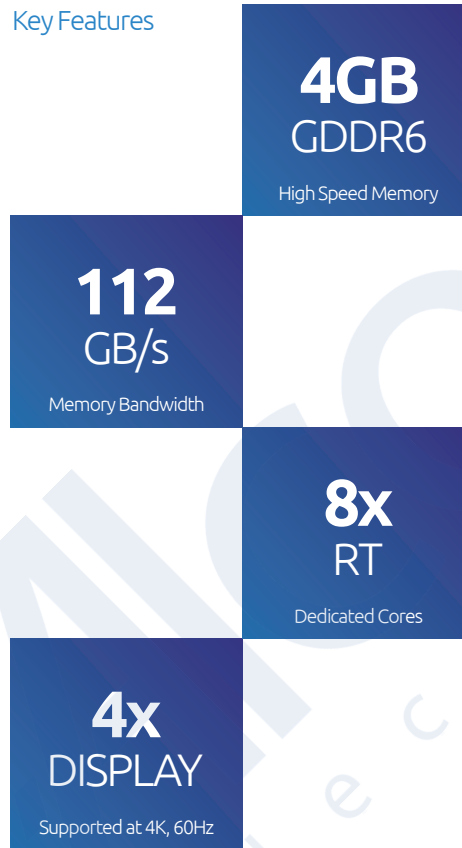 Key Features
4GB
GDDR6
High Speed Memory
112
GB/s
Memory Bandwidth
8x
RT
Dedicated Cores
4x
DISPLAY
Supported at 4K, 60Hz